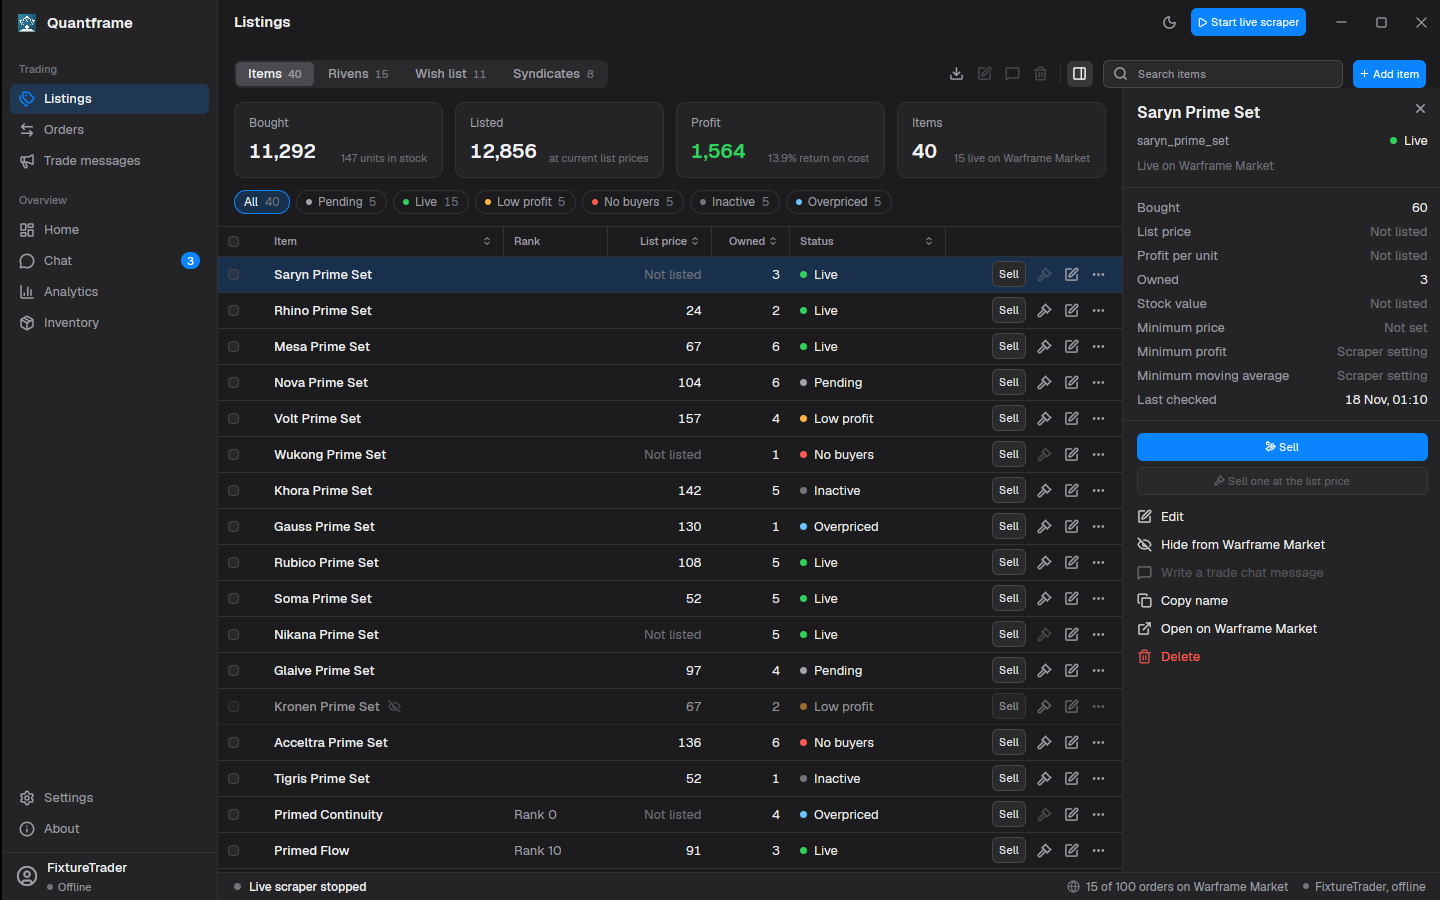 Quantframe
Listings
Start live scraper
Trading
Listings
Orders
Trade messages
Overview
Home
Chat 3
Analytics
Inventory
Settings
About
FixtureTrader
Offline
Items 40 Rivens 15 Wish list 11 Syndicates 8
Search items
+ Add item
Bought
11,292 147 units in stock
Listed
12,856 at current list prices
Profit
1,564 13.9% return on cost
Items
40 15 live on Warframe Market
All 40 Pending 5 Live 15 Low profit 5 No buyers 5 Inactive 5 Overpriced 5
Item Rank List price Owned Status
Saryn Prime Set Not listed 3 Live Sell
Rhino Prime Set 24 2 Live Sell
Mesa Prime Set 67 6 Live Sell
Nova Prime Set 104 6 Pending Sell
Volt Prime Set 157 4 Low profit Sell
Wukong Prime Set Not listed 1 No buyers Sell
Khora Prime Set 142 5 Inactive Sell
Gauss Prime Set 130 1 Overpriced Sell
Rubico Prime Set 108 5 Live Sell
Soma Prime Set 52 5 Live Sell
Nikana Prime Set Not listed 5 Live Sell
Glaive Prime Set 97 4 Pending Sell
Kronen Prime Set 67 2 Low profit Sell
Acceltra Prime Set 136 6 No buyers Sell
Tigris Prime Set 52 1 Inactive Sell
Primed Continuity Rank 0 Not listed 4 Overpriced Sell
Primed Flow Rank 10 91 3 Live Sell
Saryn Prime Set
saryn_prime_set Live
Live on Warframe Market
Bought 60
List price Not listed
Profit per unit Not listed
Owned 3
Stock value Not listed
Minimum price Not set
Minimum profit Scraper setting
Minimum moving average Scraper setting
Last checked 18 Nov, 01:10
Sell
Sell one at the list price
Edit
Hide from Warframe Market
Write a trade chat message
Copy name
Open on Warframe Market
Delete
Live scraper stopped
15 of 100 orders on Warframe Market
FixtureTrader, offline